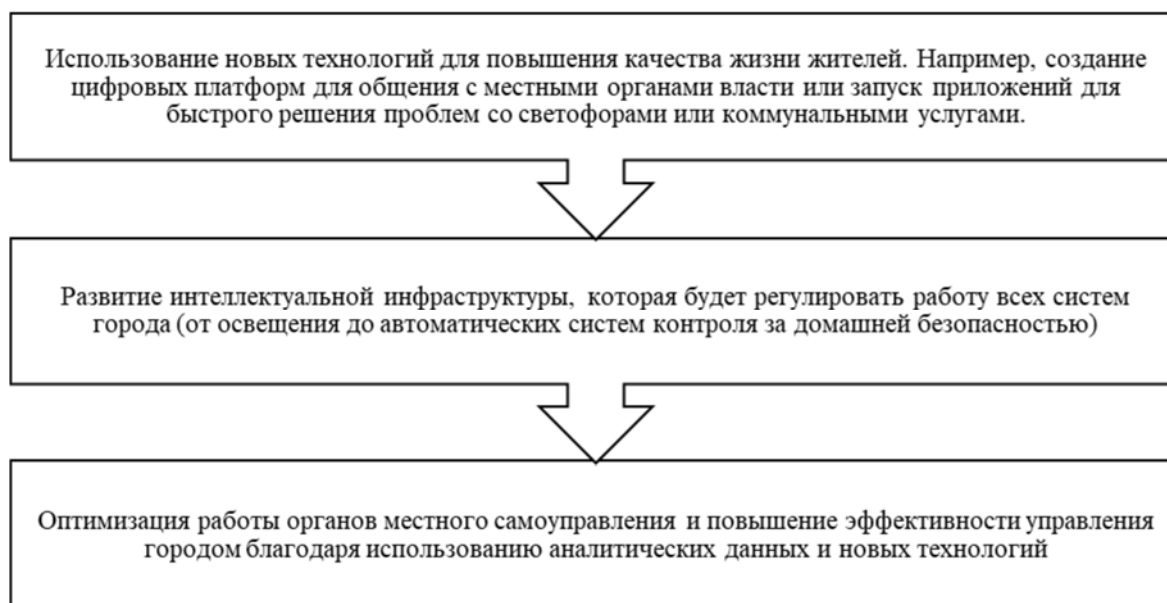 Использование новых технологий для повышения качества жизни жителей. Например, создание
цифровых платформ для общения с местными органами власти или запуск приложений для
быстрого решения проблем со светофорами или коммунальными услугами.
Развитие интеллектуальной инфраструктуры, которая будет регулировать работу всех систем
города (от освещения до автоматических систем контроля за домашней безопасностью)
Оптимизация работы органов местного самоуправления и повышение эффективности управления
городом благодаря использованию аналитических данных и новых технологий